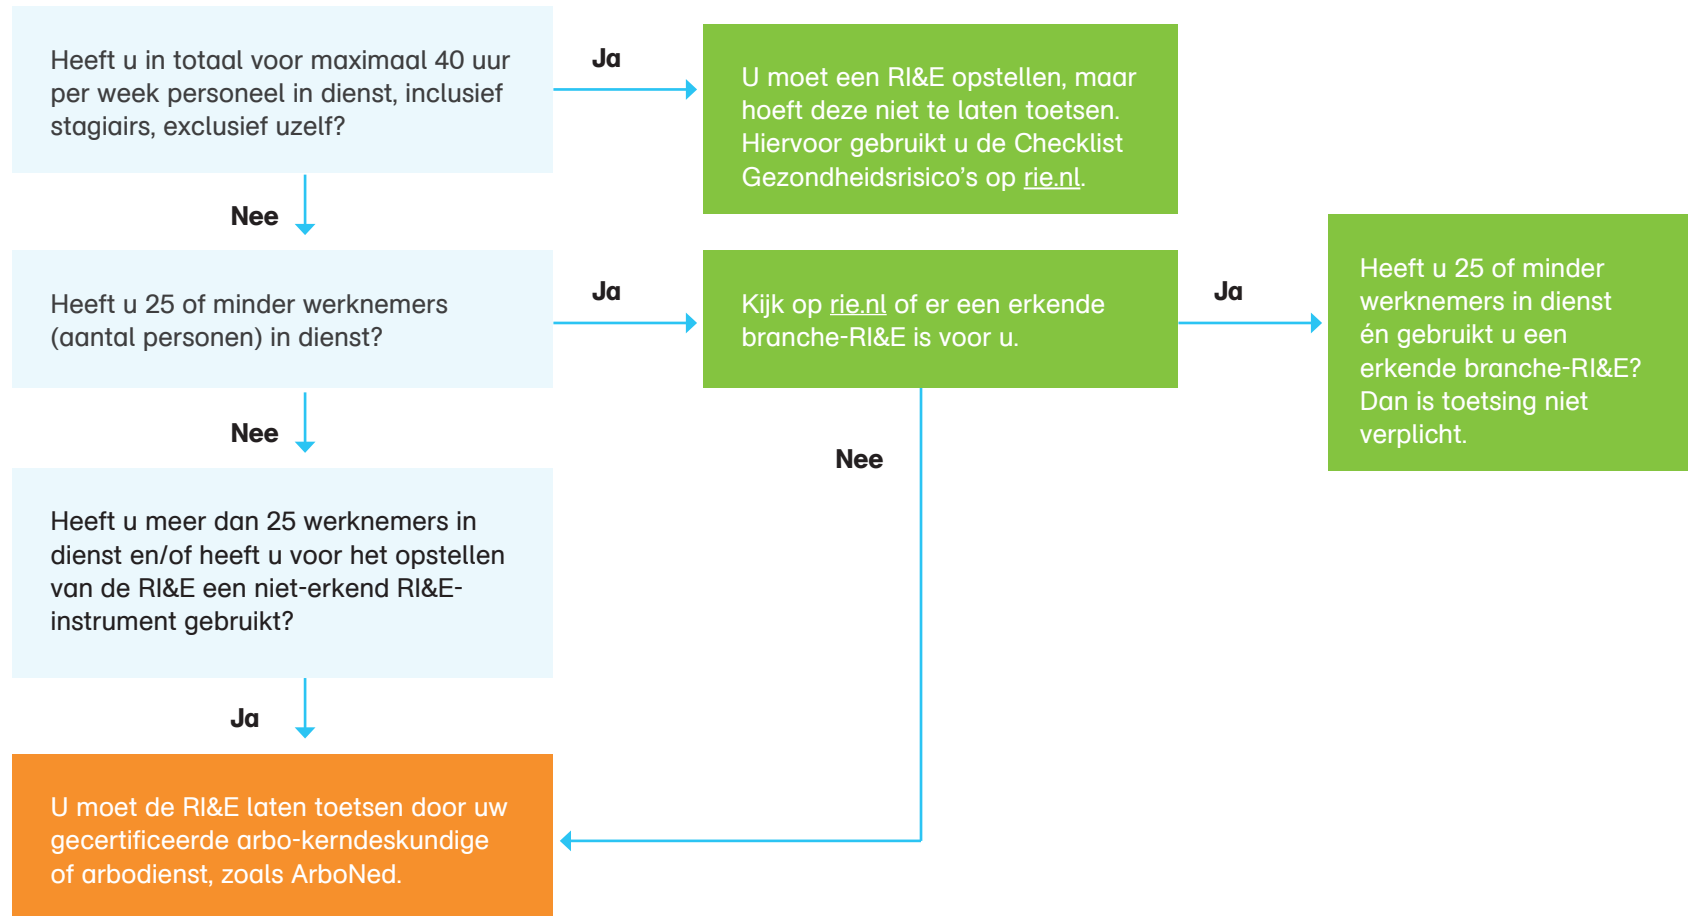 Heeft u in totaal voor maximaal 40 uur
per week personeel in dienst, inclusief
stagiairs, exclusief uzelf?
Ja
U moet een RI&E opstellen, maar
hoeft deze niet te laten toetsen.
Hiervoor gebruikt u de Checklist
Gezondheidsrisico’s op rie.nl.
Nee
Heeft u 25 of minder werknemers
(aantal personen) in dienst?
Ja
Kijk op rie.nl of er een erkende
branche-RI&E is voor u.
Ja
Heeft u 25 of minder
werknemers in dienst
én gebruikt u een
erkende branche-RI&E?
Dan is toetsing niet
verplicht.
Nee
Nee
Heeft u meer dan 25 werknemers in
dienst en/of heeft u voor het opstellen
van de RI&E een niet-erkend RI&E-
instrument gebruikt?
Ja
U moet de RI&E laten toetsen door uw
gecertificeerde arbo-kerndeskundige
of arbodienst, zoals ArboNed.